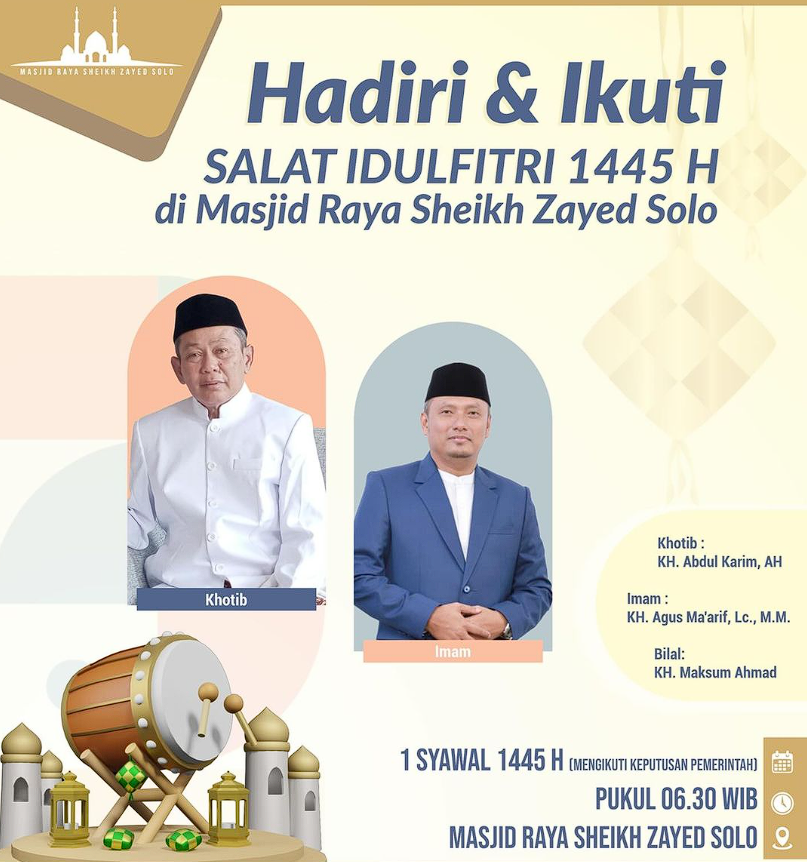 MASJID RAYA SHEIKH ZAYED SOLO
Hadiri & Ikuti
SALAT IDULFITRI 1445 H
di Masjid Raya Sheikh Zayed Solo
Khotib
Imam
Khotib :
KH. Abdul Karim, AH
Imam :
KH. Agus Ma'arif, Lc., M.M.
Bilal:
KH. Maksum Ahmad
1 SYAWAL 1445 H (MENGIKUTI KEPUTUSAN PEMERINTAH)
PUKUL 06.30 WIB
MASJID RAYA SHEIKH ZAYED SOLO